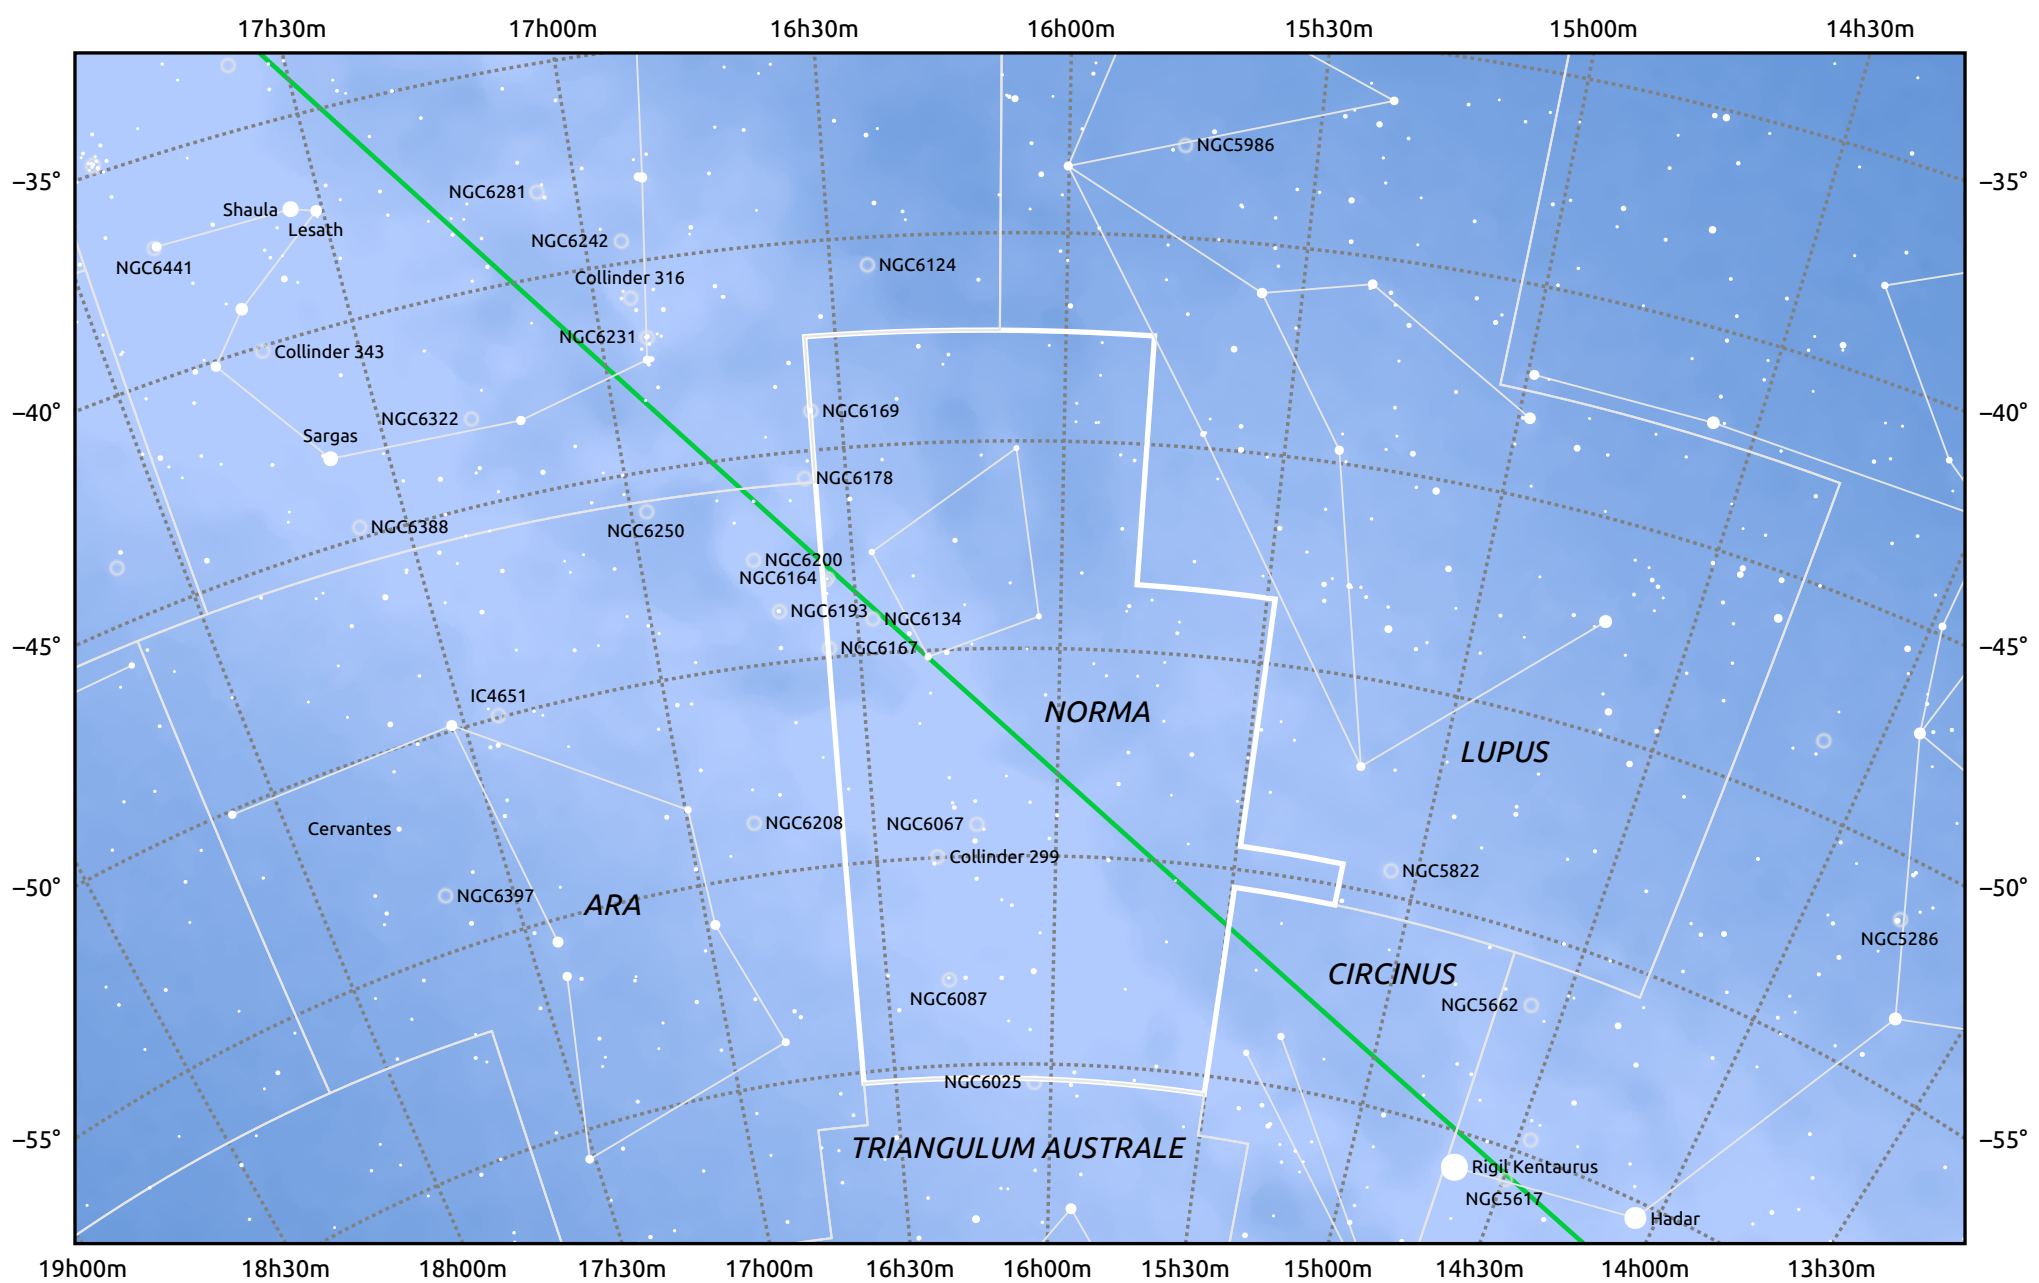 17h30m
17h00m
16h30m
16h00m
15h30m
15h00m
14h30m
NGC5986
−35°
−35°
NGC6281
Shaula
Lesath
NGC6242
NGC6441
NGC6124
Collinder 316
NGC6231
Collinder 343
−40°
NGC6169
−40°
NGC6322
Sargas
NGC6178
NGC6388
NGC6250
NGC6200
NGC6164
NGC6193
NGC6134
−45°
NGC6167
−45°
IC4651
NORMA
LUPUS
NGC6208
NGC6067
Cervantes
Collinder 299
NGC5822
−50°
−50°
NGC6397
ARA
NGC5286
CIRCINUS
NGC6087
NGC5662
NGC6025
−55°
TRIANGULUM AUSTRALE
−55°
Rigil Kentaurus
NGC5617
Hadar
19h00m
18h30m
18h00m
17h30m
17h00m
16h30m
16h00m
15h30m
15h00m
14h30m
14h00m
13h30m